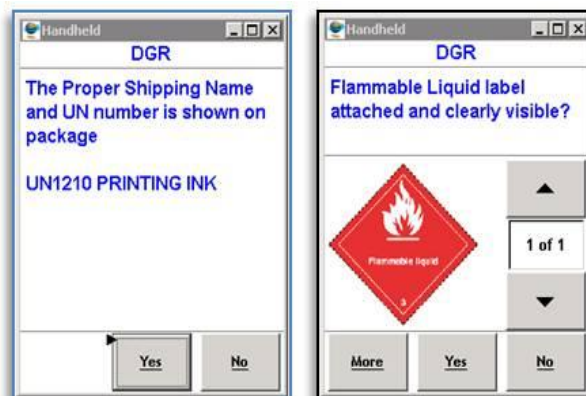 Handheld
DGR
The Proper Shipping Name
and UN number is shown on
package
UN1210 PRINTING INK
Yes
No
Handheld
DGR
Flammable Liquid label
attached and clearly visible?
Flammable liquid
3
1 of 1
More
Yes
No